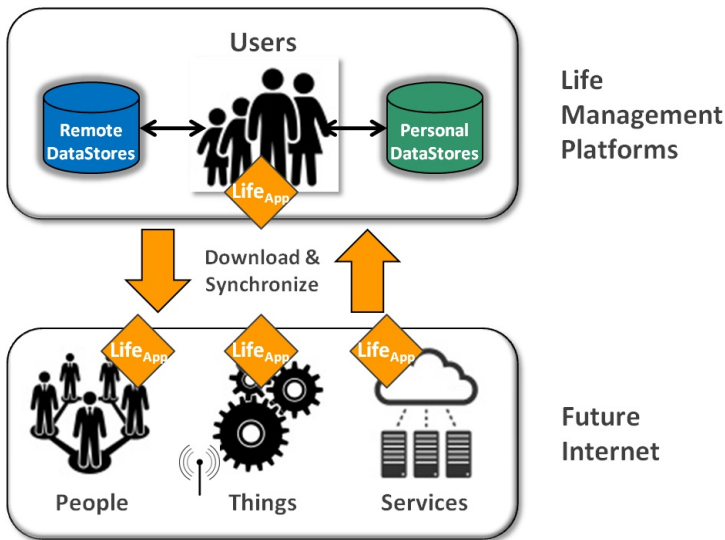 Users
Remote
DataStores
Personal
DataStores
LifeApp
Life
Management
Platforms
Download &
Synchronize
LifeApp
LifeApp
LifeApp
People
Things
Services
Future
Internet